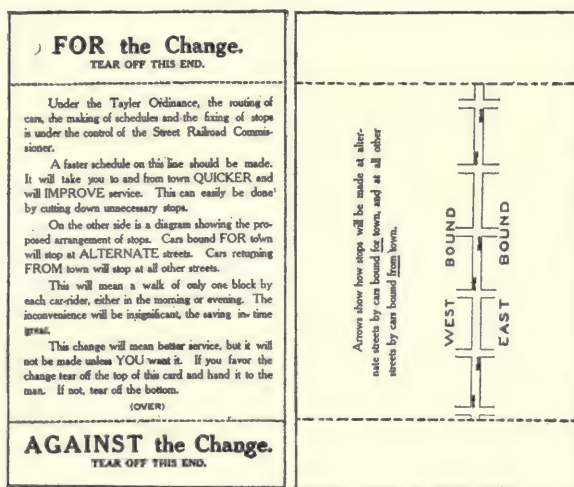 FOR the Change.
TEAR OFF THIS END.
Under the Tayler Ordinance, the routing of
cars, the making of schedules and the fixing of stops
is under the control of the Street Railroad Commis-
sioner.
A faster schedule on this line should be made.
It will take you to and from town QUICKER and
will IMPROVE service. This can easily be done
by cutting down unnecessary stops.
On the other side is a diagram showing the pro-
posed arrangement of stops. Cars bound FOR town
will stop at ALTERNATE streets. Cars returning
FROM town will stop at all other streets.
This will mean a walk of only one block by
each car-rider, either in the morning or evening. The
inconvenience will be insignificant, the saving in time
great.
This change will mean better service, but it will
not be made unless YOU want it. If you favor the
change tear off the top of this card and hand it to the
man. If not, tear off the bottom.
(OVER)
AGAINST the Change.
TEAR OFF THIS END.
Arrows show how stops will be made at alter-
nate streets by cars bound for town, and at all other
streets by cars bound from town.
WEST BOUND
EAST BOUND